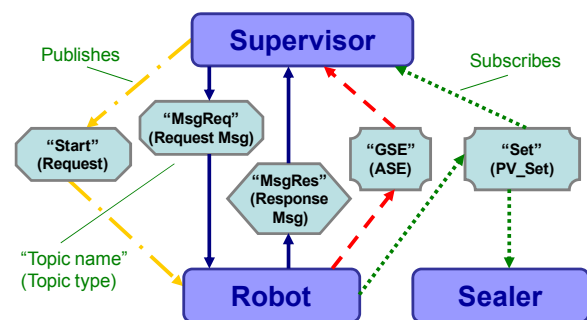 Supervisor
Publishes
Subscribes
“MsgReq”
(Request Msg)
“Start”
(Request)
“GSE”
(ASE)
“Set”
(PV_Set)
“MsgRes”
(Response
Msg)
“Topic name”
(Topic type)
Robot
Sealer